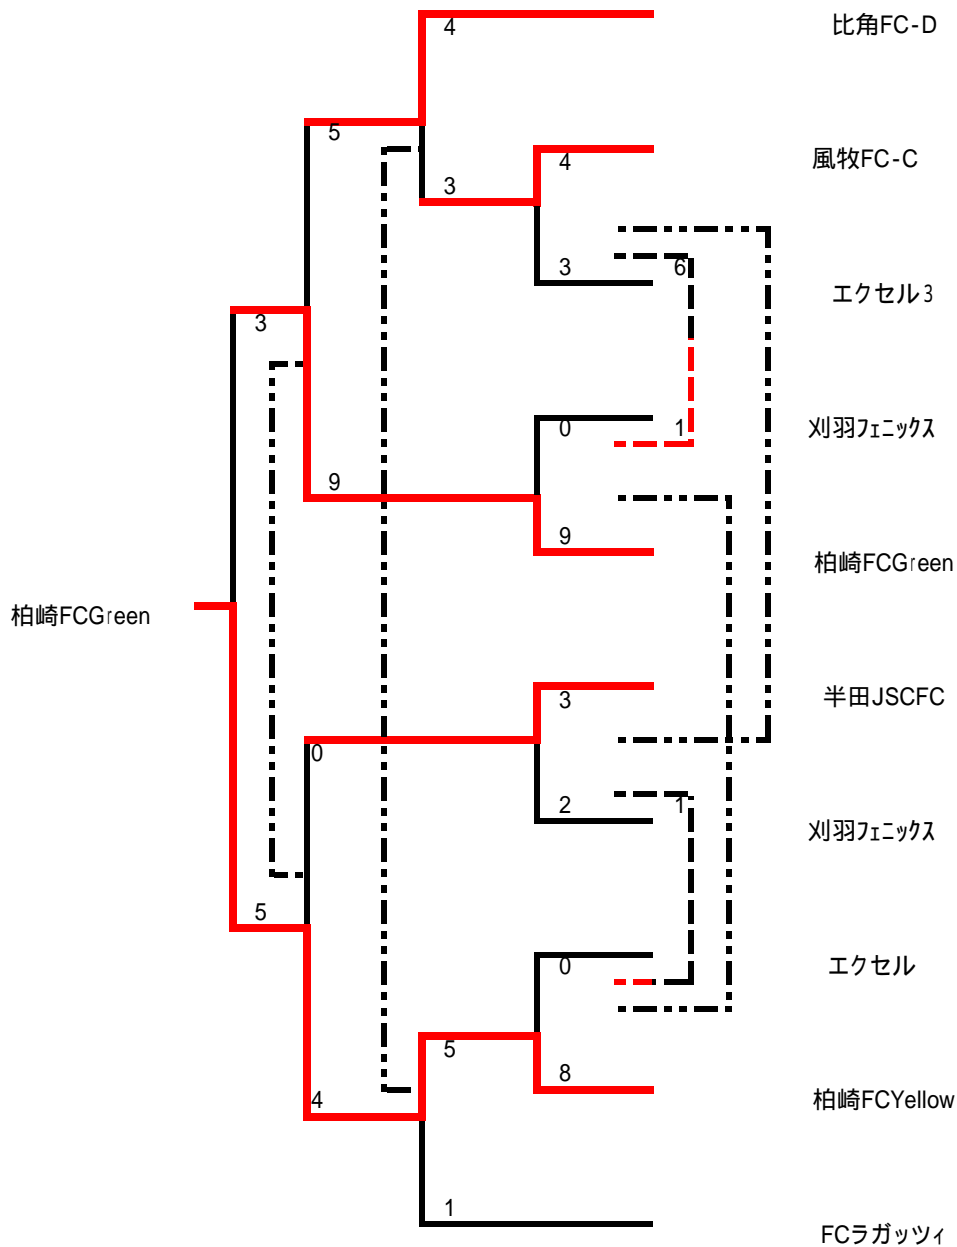 4
比角FC-D
5
4
風牧FC-C
3
3
6
エクセル3
3
0
1
刈羽フェニックス
9
9
柏崎FCGreen
柏崎FCGreen
3
半田JSCFC
0
2
1
刈羽フェニックス
5
0
エクセル
5
8
4
柏崎FCYellow
1
FCラガッツィ